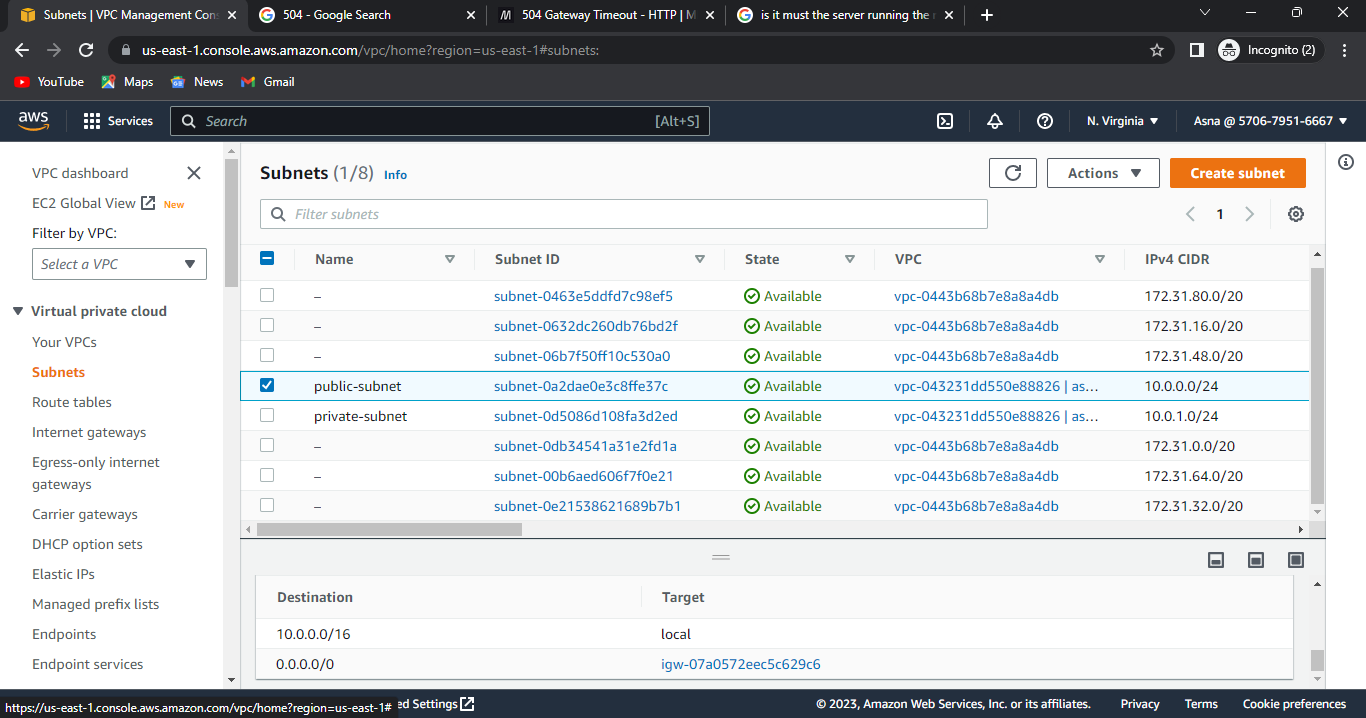 Subnets | VPC Management Con
504 - Google Search
504 Gateway Timeout - HTTP | M
is it must the server running the
us-east-1.console.aws.amazon.com/vpc/home?region=us-east-1#subnets:
Incognito (2)
YouTube
Maps
News
Gmail
aws
Services
Search
[Alt+S]
N. Virginia
Asna @ 5706-7951-6667
VPC dashboard
EC2 Global View New
Filter by VPC:
Select a VPC
Virtual private cloud
Your VPCs
Subnets
Route tables
Internet gateways
Egress-only internet
gateways
Carrier gateways
DHCP option sets
Elastic IPs
Managed prefix lists
Endpoints
Endpoint services
Subnets (1/8) Info
Actions
Create subnet
Filter subnets
1
Name Subnet ID State VPC IPv4 CIDR
– subnet-0463e5ddfd7c98ef5 Available vpc-0443b68b7e8a8a4db 172.31.80.0/20
– subnet-0632dc260db76bd2f Available vpc-0443b68b7e8a8a4db 172.31.16.0/20
– subnet-06b7f50ff10c530a0 Available vpc-0443b68b7e8a8a4db 172.31.48.0/20
public-subnet subnet-0a2dae0e3c8ffe37c Available vpc-043231dd550e88826 | as... 10.0.0.0/24
private-subnet subnet-0d5086d108fa3d2ed Available vpc-043231dd550e88826 | as... 10.0.1.0/24
– subnet-0db34541a31e2fd1a Available vpc-0443b68b7e8a8a4db 172.31.0.0/20
– subnet-00b6aed606f7f0e21 Available vpc-0443b68b7e8a8a4db 172.31.64.0/20
– subnet-0e21538621689b7b1 Available vpc-0443b68b7e8a8a4db 172.31.32.0/20
Destination Target
10.0.0.0/16 local
0.0.0.0/0 igw-07a0572eec5c629c6
https://us-east-1.console.aws.amazon.com/vpc/home?region=us-east-1#
ed Settings
© 2023, Amazon Web Services, Inc. or its affiliates.
Privacy
Terms
Cookie preferences